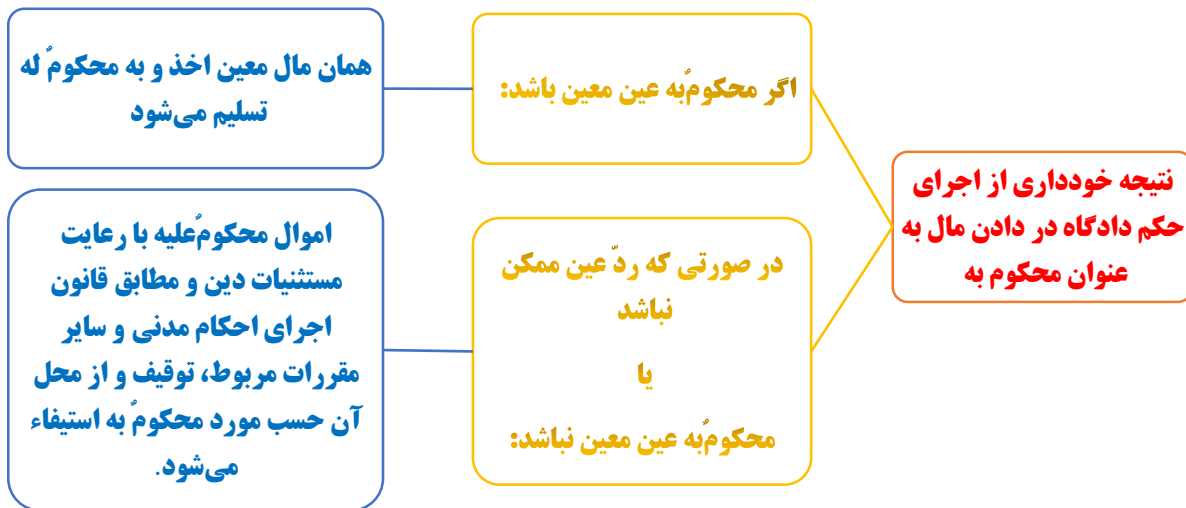 نتیجه خودداری از اجرای
حکم دادگاه در دادن مال به
عنوان محکوم به
اگر محکومٌ‌به عین معین باشد:
همان مال معین اخذ و به محکومٌ له
تسلیم می‌شود
در صورتی که ردّ عین ممکن
نباشد
یا
محکومٌ‌به عین معین نباشد:
اموال محکومٌ‌علیه با رعایت
مستثنیات دین و مطابق قانون
اجرای احکام مدنی و سایر
مقررات مربوط، توقیف و از محل
آن حسب مورد محکومٌ به استیفاء
می‌شود.